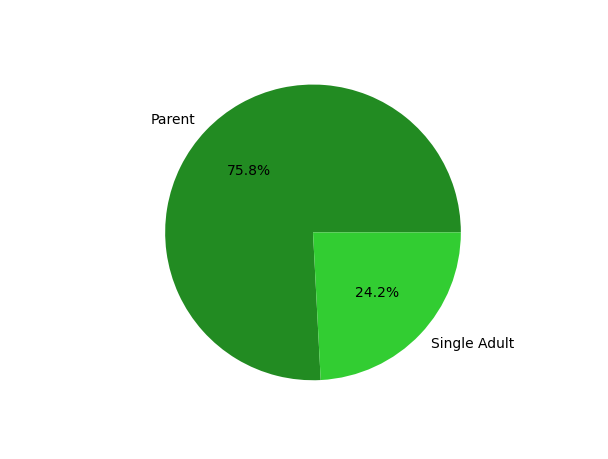 Parent
75.8%
24.2%
Single Adult